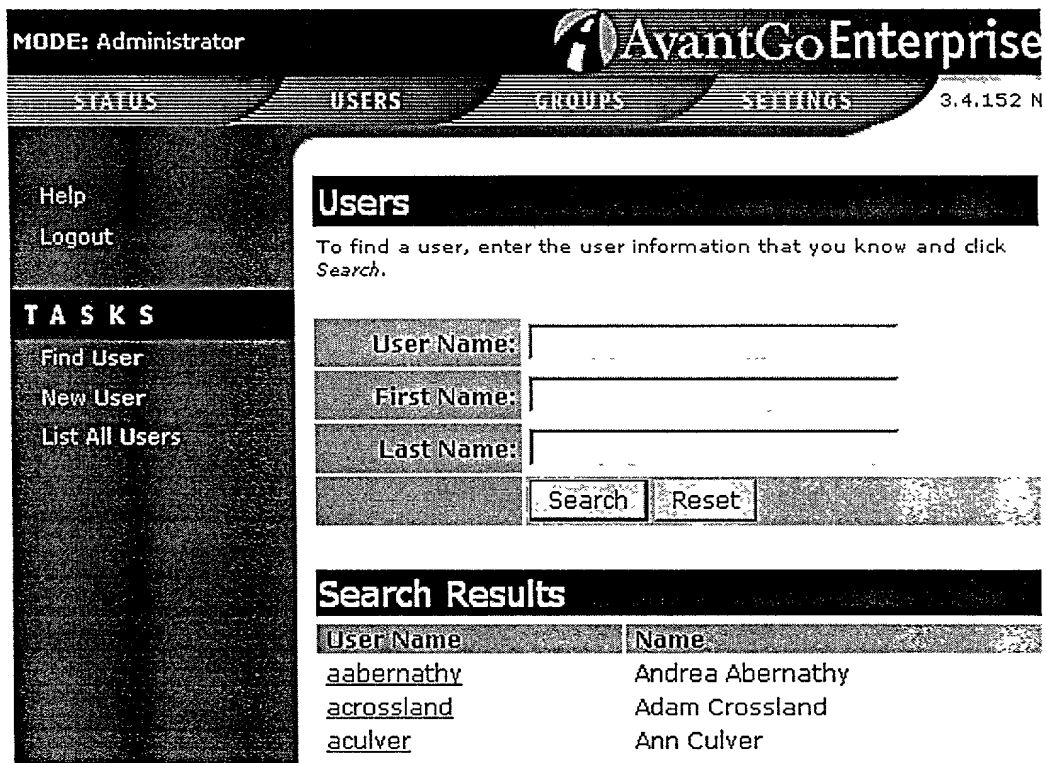 MODE: Administrator
AvantGo Enterprise
STATUS
USERS
GROUPS
SETTINGS
3.4.152 N
Help
Logout
TASKS
Find User
New User
List All Users
Users
To find a user, enter the user information that you know and click
Search.
User Name:
First Name:
Last Name:
Search
Reset
Search Results
User Name
Name
aabernathy
Andrea Abernathy
acrossland
Adam Crossland
aculver
Ann Culver